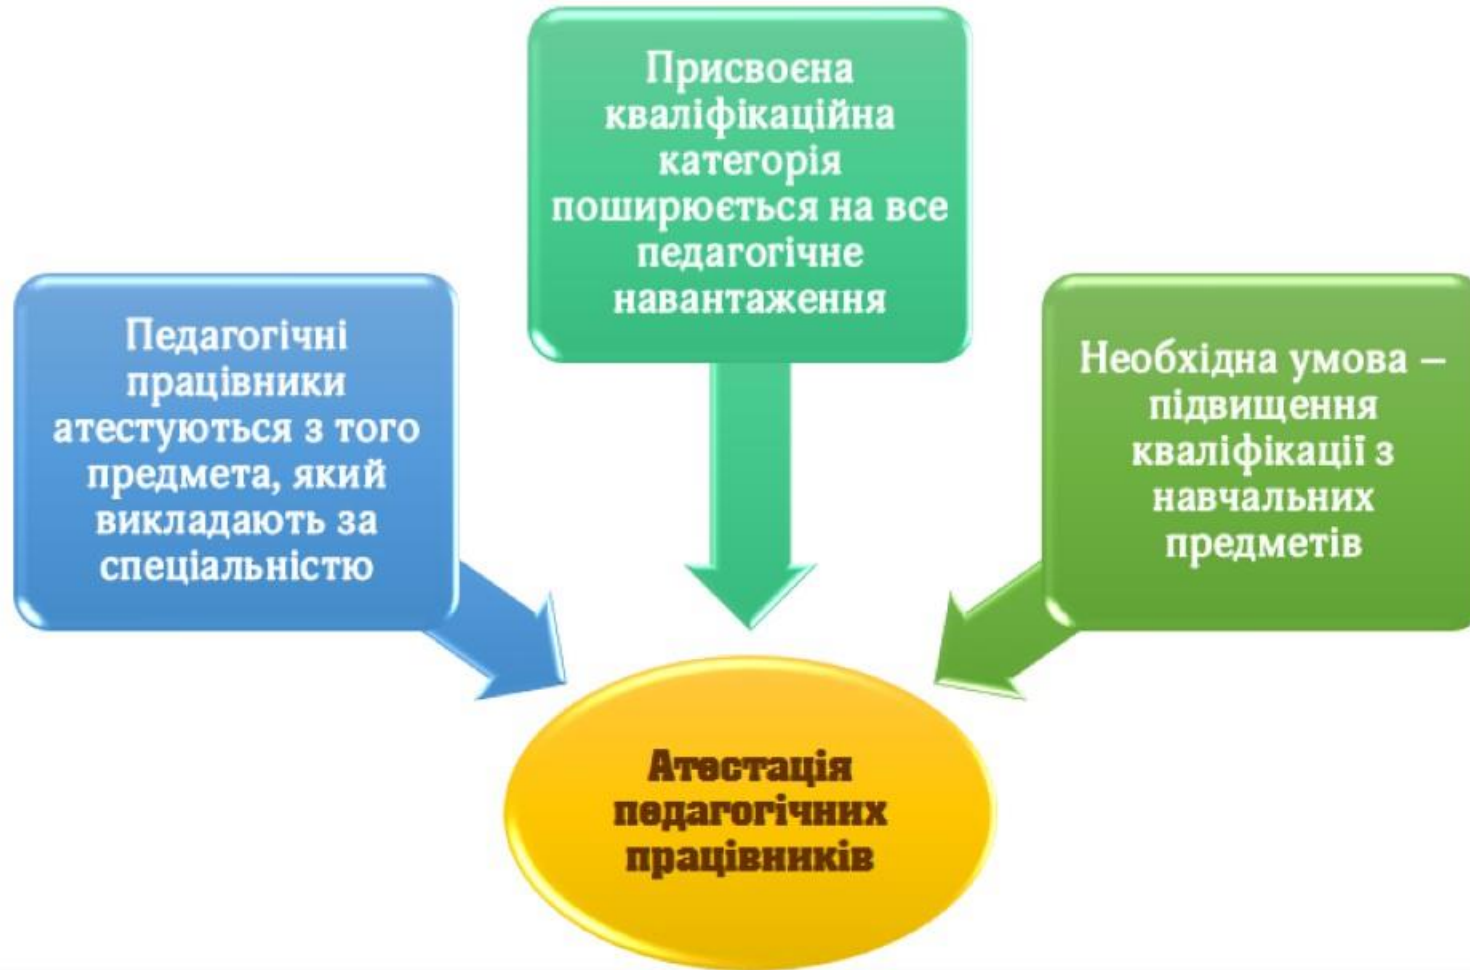 Присвоєна
кваліфікаційна
категорія
поширюється на все
педагогічне
навантаження
Педагогічні
працівники
атестуються з того
предмета, який
викладають за
спеціальністю
Необхідна умова –
підвищення
кваліфікації з
навчальних
предметів
Атестація
педагогічних
працівників